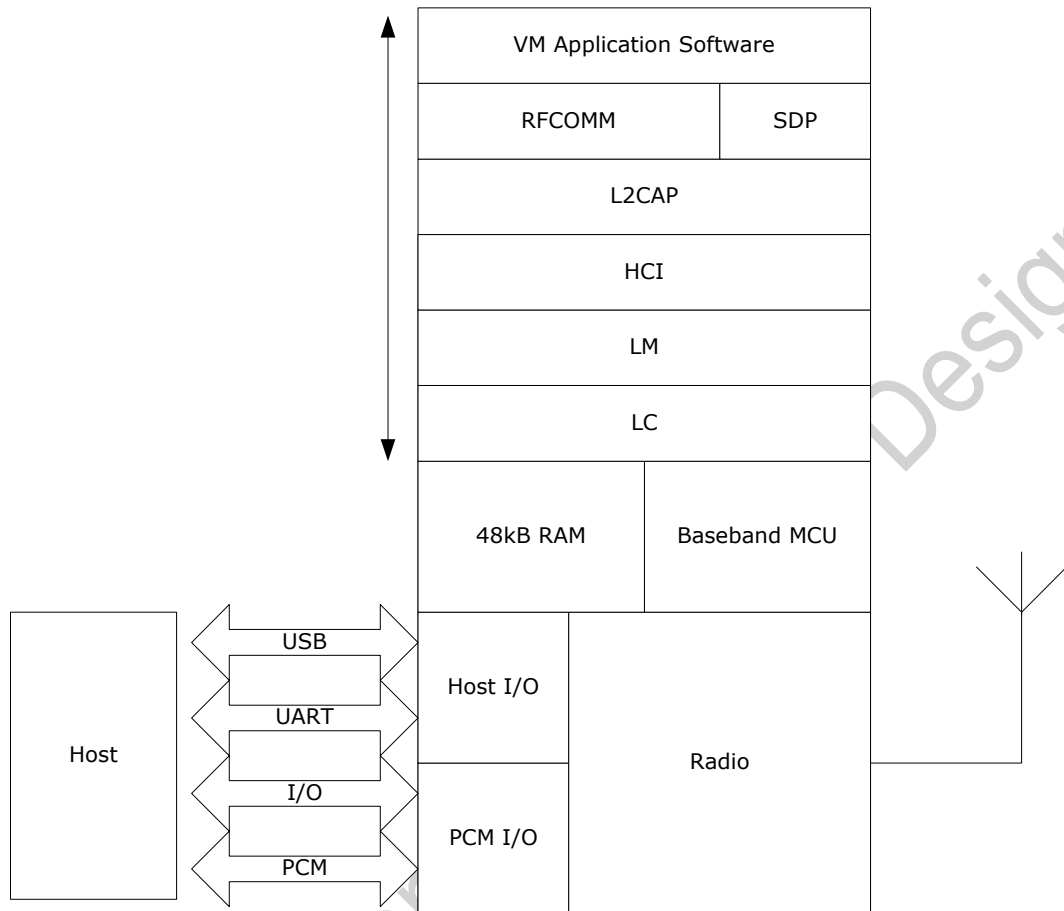 VM Application Software
RFCOMM SDP
L2CAP
HCI
LM
LC
48kB RAM Baseband MCU
USB
UART
I/O
PCM
Host
Host I/O
PCM I/O
Radio